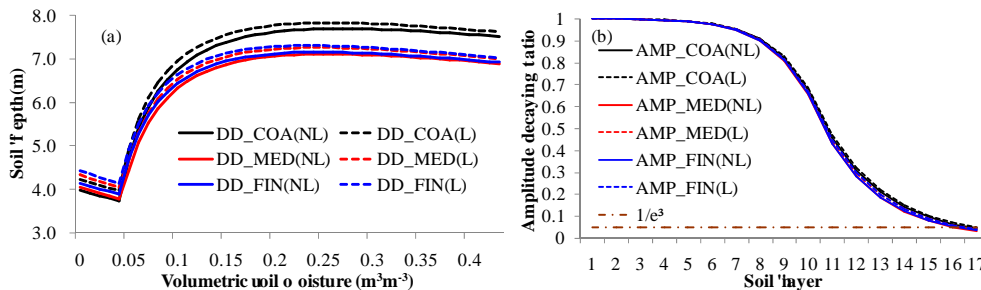 (a)
8.0
7.0
6.0
5.0
4.0
3.0
Soil 'f epth(m)
DD_COA(NL) DD_COA(L)
DD_MED(NL) DD_MED(L)
DD_FIN(NL) DD_FIN(L)
0 0.05 0.1 0.15 0.2 0.25 0.3 0.35 0.4
Volumetric uoil o oisture (m³m⁻³)
(b)
1
0.9
0.8
0.7
0.6
0.5
0.4
0.3
0.2
0.1
0
Amplitude decaying t atio
AMP_COA(NL)
AMP_COA(L)
AMP_MED(NL)
AMP_MED(L)
AMP_FIN(NL)
AMP_FIN(L)
1/e³
1 2 3 4 5 6 7 8 9 10 11 12 13 14 15 16 17
Soil 'hayer